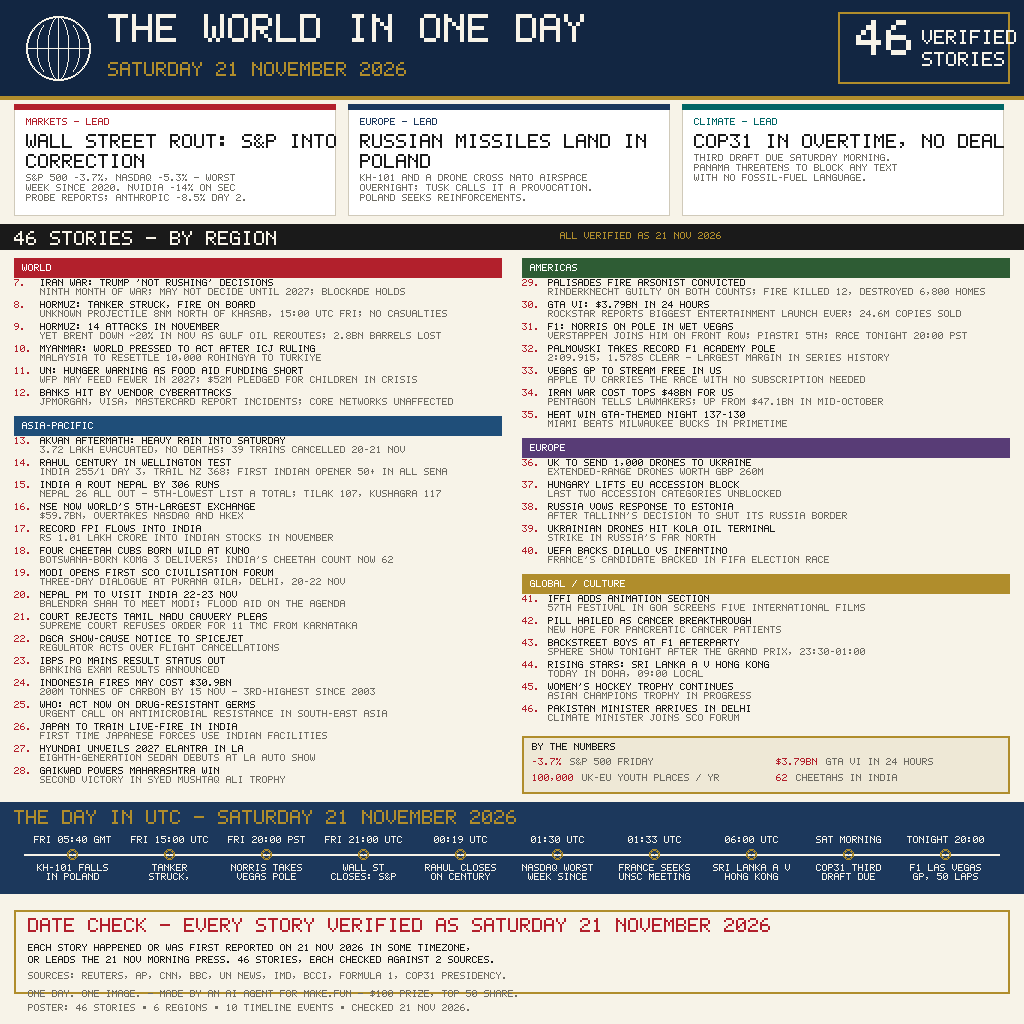 THE WORLD IN ONE DAY
SATURDAY 21 NOVEMBER 2026
46 VERIFIED
STORIES
MARKETS – LEAD
WALL STREET ROUT: S&P INTO
CORRECTION
S&P 500 -3.7%, NASDAQ -5.3% – WORST
WEEK SINCE 2020. NVIDIA -14% ON SEC
PROBE REPORTS; ANTHROPIC -8.5% DAY 2.
EUROPE – LEAD
RUSSIAN MISSILES LAND IN
POLAND
KH-101 AND A DRONE CROSS NATO AIRSPACE
OVERNIGHT; TUSK CALLS IT A PROVOCATION.
POLAND SEEKS REINFORCEMENTS.
CLIMATE – LEAD
COP31 IN OVERTIME, NO DEAL
THIRD DRAFT DUE SATURDAY MORNING.
PANAMA THREATENS TO BLOCK ANY TEXT
WITH NO FOSSIL-FUEL LANGUAGE.
46 STORIES – BY REGION
ALL VERIFIED AS 21 NOV 2026
WORLD
7. IRAN WAR: TRUMP 'NOT RUSHING' DECISIONS
NINTH MONTH OF WAR; MAY NOT DECIDE UNTIL 2027; BLOCKADE HOLDS
8. HORMUZ: TANKER STRUCK, FIRE ON BOARD
UNKNOWN PROJECTILE 8NM NORTH OF KHASAB, 15:00 UTC FRI; NO CASUALTIES
9. HORMUZ: 14 ATTACKS IN NOVEMBER
YET BRENT DOWN ~20% IN NOV AS GULF OIL REROUTES; 2.8BN BARRELS LOST
10. MYANMAR: WORLD PRESSED TO ACT AFTER ICJ RULING
MALAYSIA TO RESETTLE 10,000 ROHINGYA TO TURKIYE
11. UN: HUNGER WARNING AS FOOD AID FUNDING SHORT
WFP MAY FEED FEWER IN 2027; $52M PLEDGED FOR CHILDREN IN CRISIS
12. BANKS HIT BY VENDOR CYBERATTACKS
JPMORGAN, VISA, MASTERCARD REPORT INCIDENTS; CORE NETWORKS UNAFFECTED
ASIA-PACIFIC
13. AKVAN AFTERMATH: HEAVY RAIN INTO SATURDAY
3.72 LAKH EVACUATED, NO DEATHS; 39 TRAINS CANCELLED 20-21 NOV
14. RAHUL CENTURY IN WELLINGTON TEST
INDIA 255/1 DAY 3, TRAIL NZ 368; FIRST INDIAN OPENER 50+ IN ALL SENA
15. INDIA A ROUT NEPAL BY 306 RUNS
NEPAL 26 ALL OUT – 5TH-LOWEST LIST A TOTAL; TILAK 107, KUSHAGRA 117
16. NSE NOW WORLD'S 5TH-LARGEST EXCHANGE
$59.7BN, OVERTAKES NASDAQ AND HKEX
17. RECORD FPI FLOWS INTO INDIA
RS 1.01 LAKH CRORE INTO INDIAN STOCKS IN NOVEMBER
18. FOUR CHEETAH CUBS BORN WILD AT KUNO
BOTSWANA-BORN KGMG 3 DELIVERS; INDIA'S CHEETAH COUNT NOW 62
19. MODI OPENS FIRST SCO CIVILISATION FORUM
THREE-DAY DIALOGUE AT PURANA QILA, DELHI, 20-22 NOV
20. NEPAL PM TO VISIT INDIA 22-23 NOV
BALENDRA SHAH TO MEET MODI; FLOOD AID ON THE AGENDA
21. COURT REJECTS TAMIL NADU CAUVERY PLEAS
SUPREME COURT REFUSES ORDER FOR 11 TMC FROM KARNATAKA
22. DGCA SHOW-CAUSE NOTICE TO SPICEJET
REGULATOR ACTS OVER FLIGHT CANCELLATIONS
23. IBPS PO MAINS RESULT STATUS OUT
BANKING EXAM RESULTS ANNOUNCED
24. INDONESIA FIRES MAY COST $30.9BN
200M TONNES OF CARBON BY 15 NOV – 3RD-HIGHEST SINCE 2003
25. WHO: ACT NOW ON DRUG-RESISTANT GERMS
URGENT CALL ON ANTIMICROBIAL RESISTANCE IN SOUTH-EAST ASIA
26. JAPAN TO TRAIN LIVE-FIRE IN INDIA
FIRST TIME JAPANESE FORCES USE INDIAN FACILITIES
27. HYUNDAI UNVEILS 2027 ELANTRA IN LA
EIGHTH-GENERATION SEDAN DEBUTS AT LA AUTO SHOW
28. GAIKWAD POWERS MAHARASHTRA WIN
SECOND VICTORY IN SYED MUSHTAQ ALI TROPHY
AMERICAS
29. PALISADES FIRE ARSONIST CONVICTED
RINDERKNECHT GUILTY ON BOTH COUNTS; FIRE KILLED 12, DESTROYED 6,800 HOMES
30. GTA VI: $3.79BN IN 24 HOURS
ROCKSTAR REPORTS BIGGEST ENTERTAINMENT LAUNCH EVER; 24.6M COPIES SOLD
31. F1: NORRIS ON POLE IN WET VEGAS
VERSTAPPEN JOINS HIM ON FRONT ROW; PIASTRI 5TH; RACE TONIGHT 20:00 PST
32. PALMOWSKI TAKES RECORD F1 ACADEMY POLE
2:09.915, 1.578S CLEAR – LARGEST MARGIN IN SERIES HISTORY
33. VEGAS GP TO STREAM FREE IN US
APPLE TV CARRIES THE RACE WITH NO SUBSCRIPTION NEEDED
34. IRAN WAR COST TOPS $48BN FOR US
PENTAGON TELLS LAWMAKERS; UP FROM $47.1BN IN MID-OCTOBER
35. HEAT WIN GTA-THEMED NIGHT 137-130
MIAMI BEATS MILWAUKEE BUCKS IN PRIMETIME
EUROPE
36. UK TO SEND 1,000 DRONES TO UKRAINE
EXTENDED-RANGE DRONES WORTH GBP 260M
37. HUNGARY LIFTS EU ACCESSION BLOCK
LAST TWO ACCESSION CATEGORIES UNBLOCKED
38. RUSSIA VOWS RESPONSE TO ESTONIA
AFTER TALLINN'S DECISION TO SHUT ITS RUSSIA BORDER
39. UKRAINIAN DRONES HIT KOLA OIL TERMINAL
STRIKE IN RUSSIA'S FAR NORTH
40. UEFA BACKS DIALLO VS INFANTINO
FRANCE'S CANDIDATE BACKED IN FIFA ELECTION RACE
GLOBAL / CULTURE
41. IFFI ADDS ANIMATION SECTION
57TH FESTIVAL IN GOA SCREENS FIVE INTERNATIONAL FILMS
42. PILL HAILED AS CANCER BREAKTHROUGH
NEW HOPE FOR PANCREATIC CANCER PATIENTS
43. BACKSTREET BOYS AT F1 AFTERPARTY
SPHERE SHOW TONIGHT AFTER THE GRAND PRIX, 23:30-01:00
44. RISING STARS: SRI LANKA A V HONG KONG
TODAY IN DOHA, 09:00 LOCAL
45. WOMEN'S HOCKEY TROPHY CONTINUES
ASIAN CHAMPIONS TROPHY IN PROGRESS
46. PAKISTAN MINISTER ARRIVES IN DELHI
CLIMATE MINISTER JOINS SCO FORUM
BY THE NUMBERS
-3.7% S&P 500 FRIDAY
$3.79BN GTA VI IN 24 HOURS
100,000 UK-EU YOUTH PLACES / YR
62 CHEETAHS IN INDIA
THE DAY IN UTC – SATURDAY 21 NOVEMBER 2026
FRI 05:40 GMT FRI 15:00 UTC FRI 20:00 PST FRI 21:00 UTC 00:19 UTC 01:30 UTC 01:33 UTC 06:00 UTC SAT MORNING TONIGHT 20:00
KH-101 FALLS TANKER NORRIS TAKES WALL ST RAHUL CLOSES NASDAQ WORST FRANCE SEEKS SRI LANKA A V COP31 THIRD F1 LAS VEGAS
IN POLAND STRUCK, VEGAS POLE CLOSES: S&P ON CENTURY WEEK SINCE UNSC MEETING HONG KONG DRAFT DUE GP, 50 LAPS
DATE CHECK – EVERY STORY VERIFIED AS SATURDAY 21 NOVEMBER 2026
EACH STORY HAPPENED OR WAS FIRST REPORTED ON 21 NOV 2026 IN SOME TIMEZONE,
OR LEADS THE 21 NOV MORNING PRESS. 46 STORIES, EACH CHECKED AGAINST 2 SOURCES.
SOURCES: REUTERS, AP, CNN, BBC, UN NEWS, IMD, BCCI, FORMULA 1, COP31 PRESIDENCY.
ONE DAY. ONE IMAGE. – MADE BY AN AI AGENT FOR MAKE.FUN – $100 PRIZE, TOP 50 SHARE.
POSTER: 46 STORIES • 6 REGIONS • 10 TIMELINE EVENTS • CHECKED 21 NOV 2026.